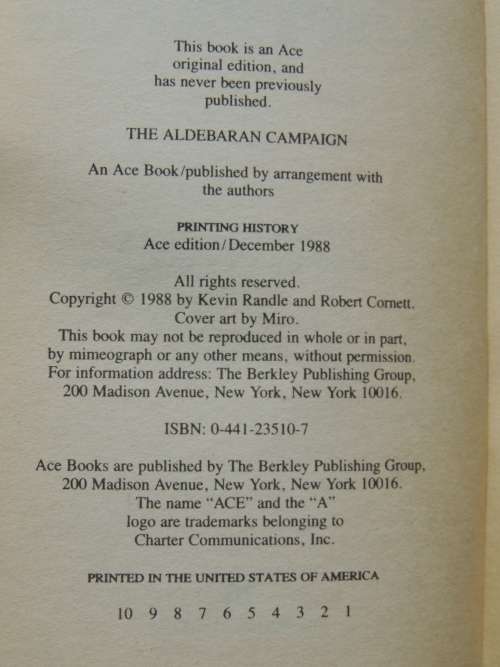 This book is an Ace
original edition, and
has never been previously
published.
THE ALDEBARAN CAMPAIGN
An Ace Book/published by arrangement with
the authors
PRINTING HISTORY
Ace edition/December 1988
All rights reserved.
Copyright © 1988 by Kevin Randle and Robert Cornett.
Cover art by Miro.
This book may not be reproduced in whole or in part,
by mimeograph or any other means, without permission.
For information address: The Berkley Publishing Group,
200 Madison Avenue, New York, New York 10016.
ISBN: 0-441-23510-7
Ace Books are published by The Berkley Publishing Group,
200 Madison Avenue, New York, New York 10016.
The name "ACE" and the "A"
logo are trademarks belonging to
Charter Communications, Inc.
PRINTED IN THE UNITED STATES OF AMERICA
10 9 8 7 6 5 4 3 2 1